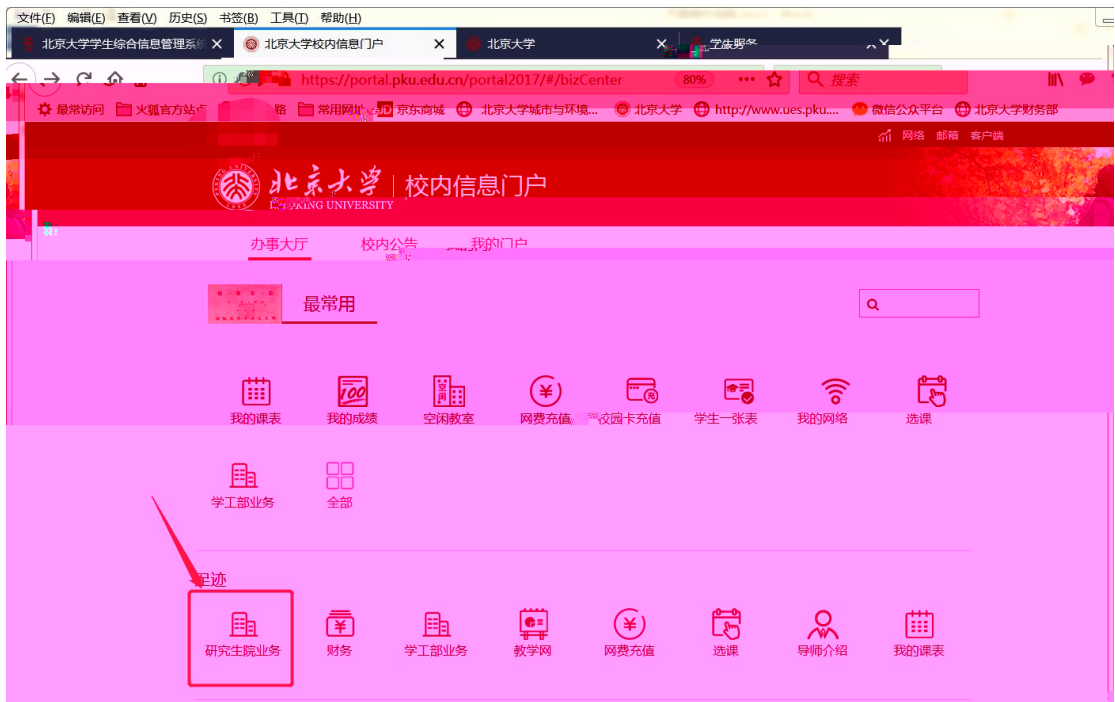 文件(F) 编辑(E) 查看(V) 历史(S) 书签(B) 工具(T) 帮助(H)
北京大学学生综合信息管理系统 北京大学校内信息门户 北京大学
https://portal.pku.edu.cn/portal2017/#/bizCenter 80% 搜索
最常访问 火狐官方站点 常用网址 JD 京东商城 北京大学城市与环境... 北京大学 http://www.ues.pku.... 微信公众平台 北京大学财务部
网络 邮箱 客户端
北京大学 校内信息门户
PEKING UNIVERSITY
办事大厅 校内公告 我的门户
最常用
我的课表 我的成绩 空闲教室 网费充值 校园卡充值 学生一张表 我的网络 选课
学工部业务 全部
足迹
研究生院业务 财务 学工部业务 教学网 网费充值 选课 导师介绍 我的课表